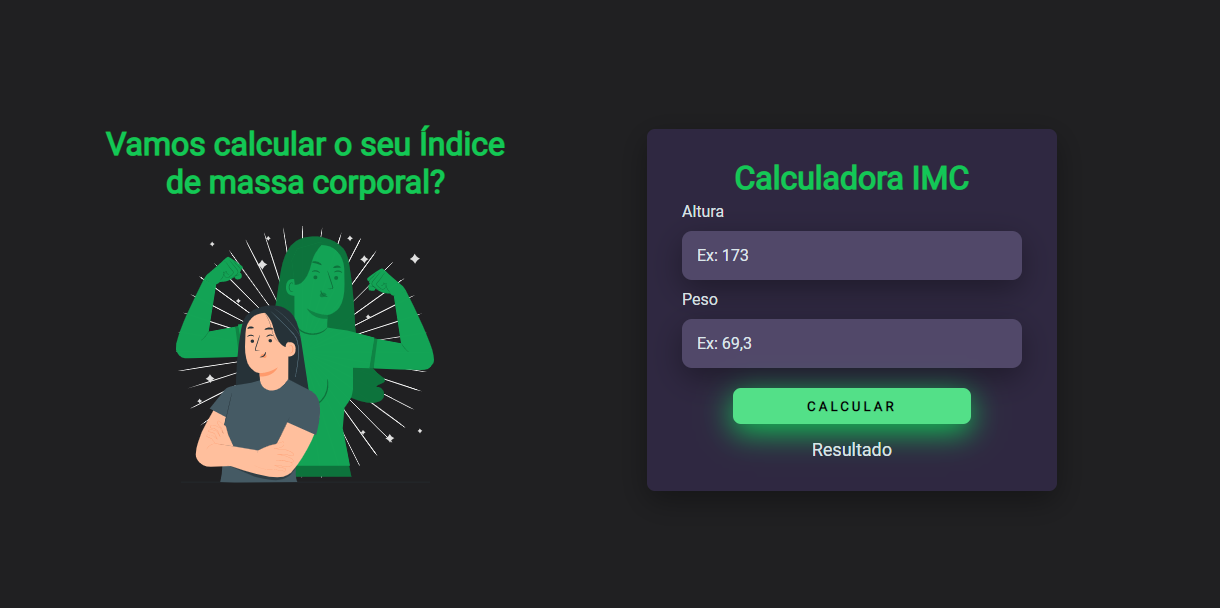 Vamos calcular o seu Índice
de massa corporal?
Calculadora IMC
Altura
Ex: 173
Peso
Ex: 69,3
CALCULAR
Resultado